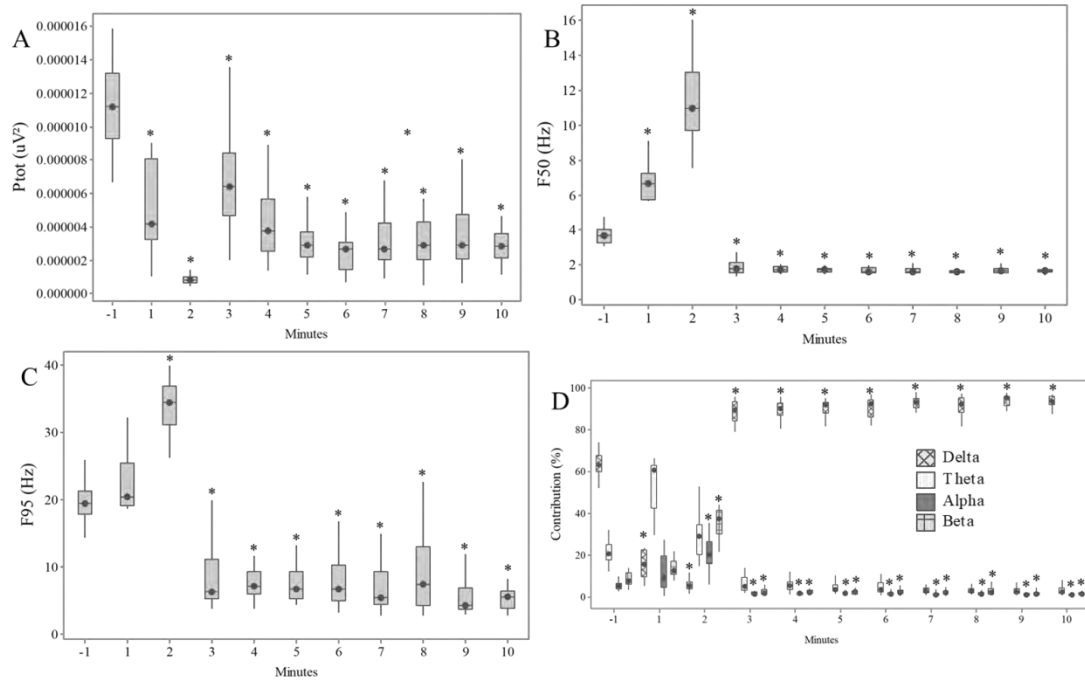 A
Ptot (uV²)
0.000016
0.000014
0.000012
0.000010
0.000008
0.000006
0.000004
0.000002
0.000000
* * * * * * * * * * *
-1 1 2 3 4 5 6 7 8 9 10
Minutes
B
F50 (Hz)
16
14
12
10
8
6
4
2
0
* * * * * * * * * *
-1 1 2 3 4 5 6 7 8 9 10
Minutes
C
F95 (Hz)
40
30
20
10
0
* * * * * * * * *
-1 1 2 3 4 5 6 7 8 9 10
Minutes
D
Contribution (%)
100
80
60
40
20
0
* * * * * * * *
Delta
Theta
Alpha
Beta
* * * *
* * * * * * * * * * * * * * * *
-1 1 2 3 4 5 6 7 8 9 10
Minutes